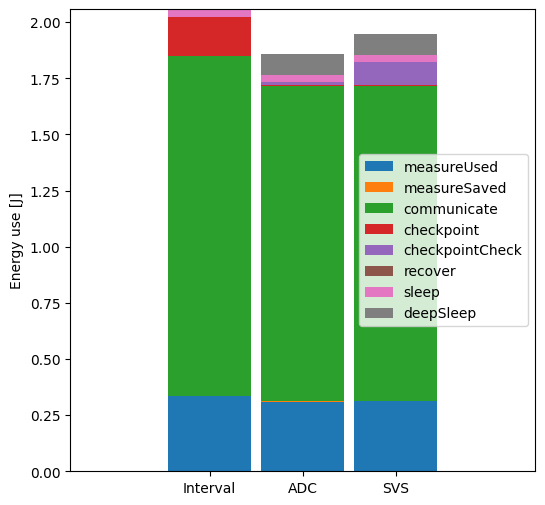 2.00
1.75
1.50
1.25
1.00
0.75
0.50
0.25
0.00
Energy use [J]
measureUsed
measureSaved
communicate
checkpoint
checkpointCheck
recover
sleep
deepSleep
Interval
ADC
SVS